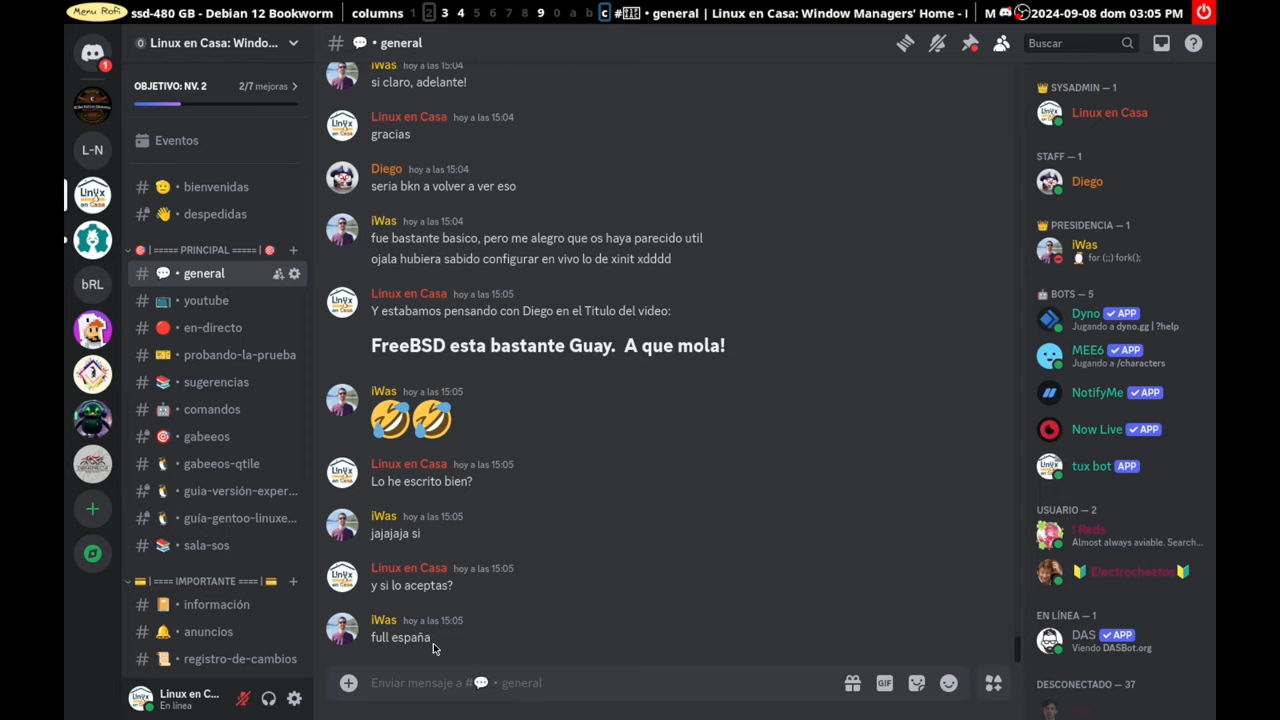 Menu Rofi ssd-480 GB - Debian 12 Bookworm columns 1 2 3 4 5 6 7 8 9 0 a b c # • general | Linux en Casa: Window Managers' Home - M 2024-09-08 dom 03:05 PM
Linux en Casa: Windo...
OBJETIVO: NV. 2 2/7 mejoras
Eventos
# • bienvenidas
# • despedidas
| ===== PRINCIPAL ===== |
# • general
# • youtube
# • en-directo
# • probando-la-prueba
# • sugerencias
# • comandos
# • gabeeos
# • gabeeos-qtile
# • guia-versión-exper...
# • guía-gentoo-linuxe...
# • sala-sos
| ==== IMPORTANTE ==== |
# • información
# • anuncios
# • registro-de-cambios
Linux en C...
En línea
1
L-N
Linux en Casa
bRL
# • general
Buscar
iWas hoy a las 15:04
si claro, adelante!
Linux en Casa hoy a las 15:04
gracias
Diego hoy a las 15:04
seria bkn a volver a ver eso
iWas hoy a las 15:04
fue bastante basico, pero me alegro que os haya parecido util
ojala hubiera sabido configurar en vivo lo de xinit xdddd
Linux en Casa hoy a las 15:05
Y estabamos pensando con Diego en el Titulo del video:
FreeBSD esta bastante Guay. A que mola!
iWas hoy a las 15:05
Linux en Casa hoy a las 15:05
Lo he escrito bien?
iWas hoy a las 15:05
jajajaja si
Linux en Casa hoy a las 15:05
y si lo aceptas?
iWas hoy a las 15:05
full españa
Enviar mensaje a # • general
GIF
SYSADMIN — 1
Linux en Casa
STAFF — 1
Diego
PRESIDENCIA — 1
iWas
for (;;) fork();
BOTS — 5
Dyno APP
Jugando a dyno.gg | ?help
MEE6 APP
Jugando a /characters
NotifyMe APP
Now Live APP
tux bot APP
USUARIO — 2
! Reds
Almost always aviable. Search...
Electrocheetos
EN LÍNEA — 1
DAS APP
Viendo DASBot.org
DESCONECTADO — 37